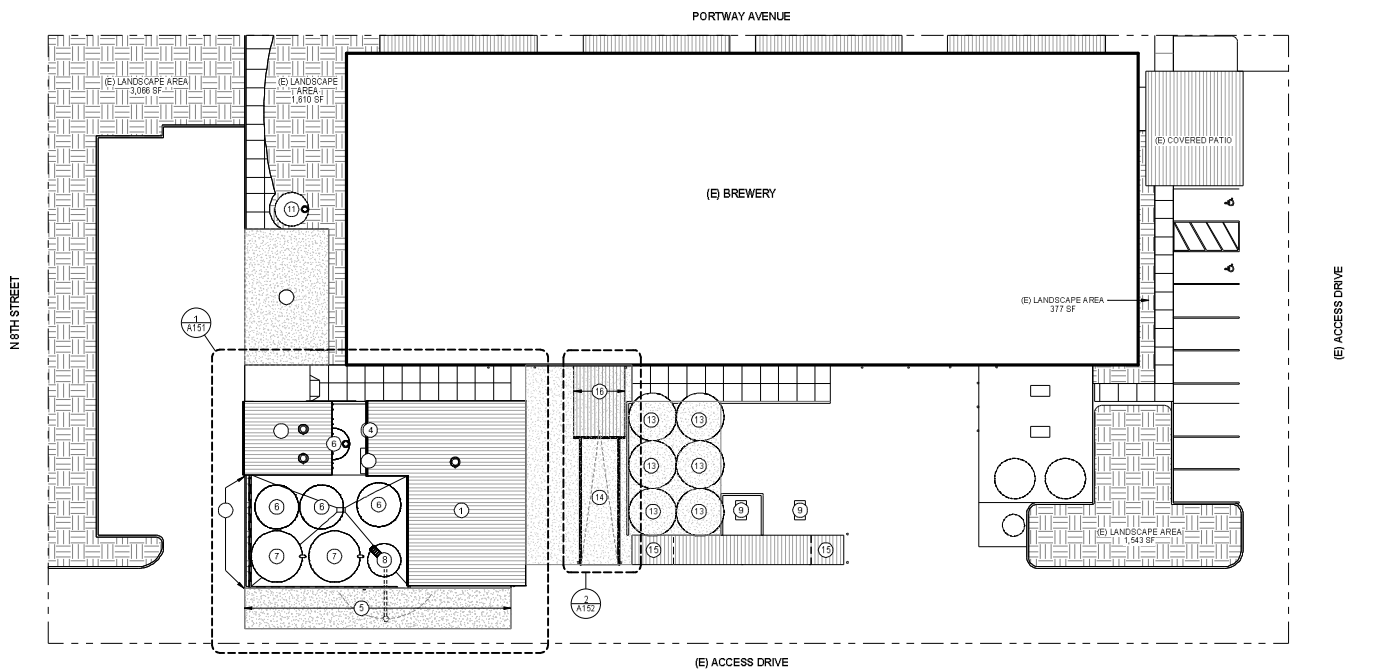 PORTWAY AVENUE
(E) LANDSCAPE AREA
3,066 SF
(E) LANDSCAPE
AREA
1,610 SF
(E) COVERED PATIO
(E) BREWERY
11
N 8TH STREET
(E) ACCESS DRIVE
(E) LANDSCAPE AREA
377 SF
1
A151
16
4
6
13
13
13
13
13
13
14
6
6
6
1
9
9
7
7
8
15
15
(E) LANDSCAPE AREA
1,543 SF
5
2
A152
(E) ACCESS DRIVE